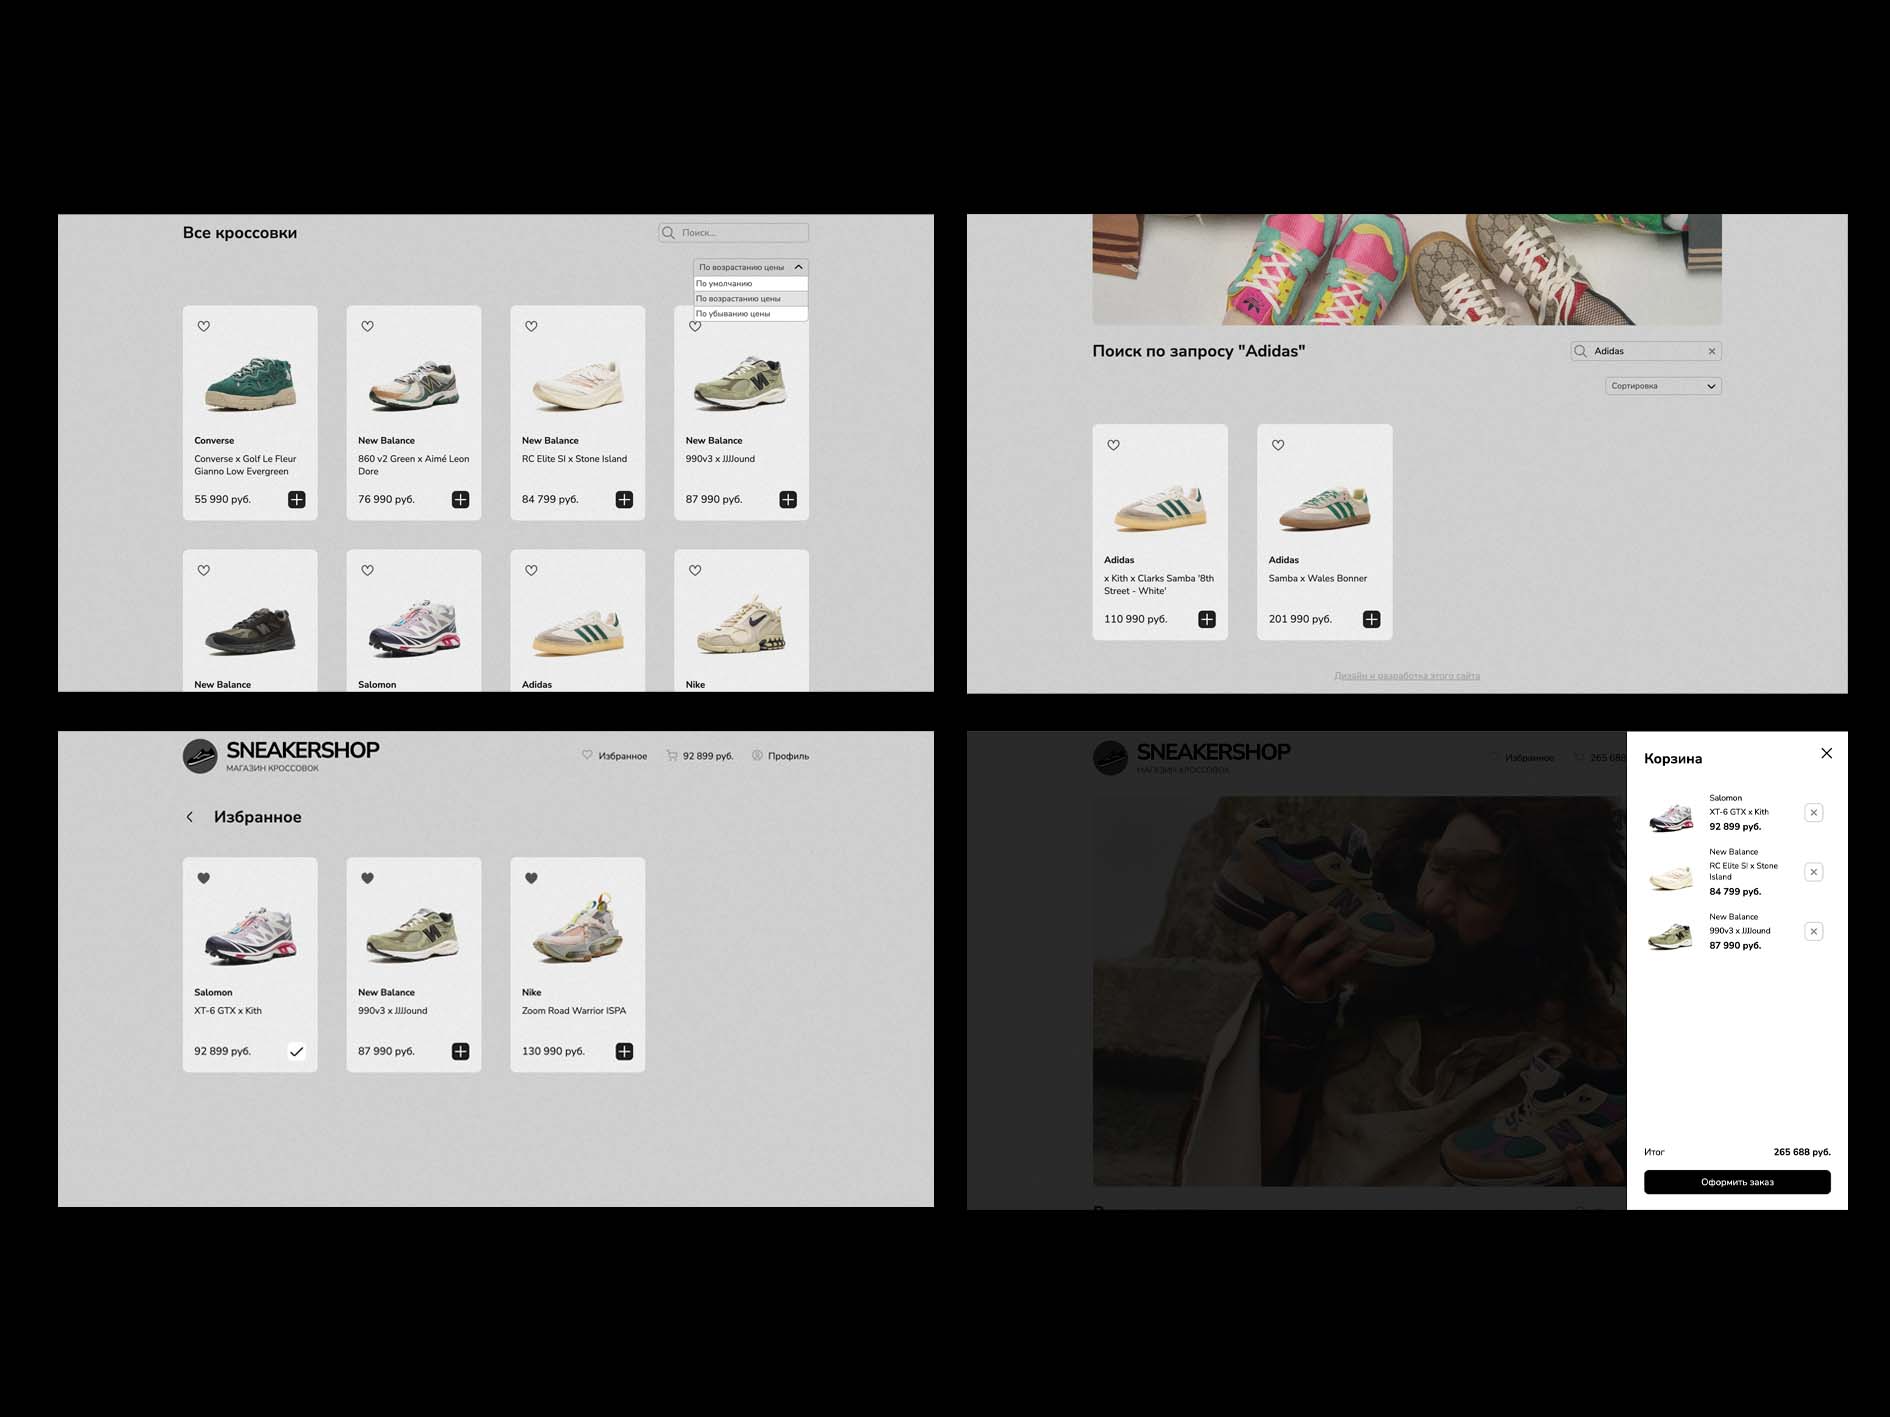 Все кроссовки
Поиск...
По возрастанию цены
По умолчанию
По возрастанию цены
По убыванию цены
Converse
Converse x Golf Le Fleur
Gianno Low Evergreen
55 990 руб.
New Balance
860 v2 Green x Aimé Leon
Dore
76 990 руб.
New Balance
RC Elite SI x Stone Island
84 799 руб.
New Balance
990v3 x JJJJound
87 990 руб.
New Balance
Salomon
Adidas
Nike
Поиск по запросу "Adidas"
Adidas
Сортировка
Adidas
x Kith x Clarks Samba '8th
Street - White'
110 990 руб.
Adidas
Samba x Wales Bonner
201 990 руб.
Дизайн и разработка этого сайта
SNEAKERSHOP
МАГАЗИН КРОССОВОК
Избранное
92 899 руб.
Профиль
Избранное
Salomon
XT-6 GTX x Kith
92 899 руб.
New Balance
990v3 x JJJJound
87 990 руб.
Nike
Zoom Road Warrior ISPA
130 990 руб.
SNEAKERSHOP
МАГАЗИН КРОССОВОК
Избранное
265 688
Корзина
Salomon
XT-6 GTX x Kith
92 899 руб.
New Balance
RC Elite SI x Stone
Island
84 799 руб.
New Balance
990v3 x JJJJound
87 990 руб.
Итог
265 688 руб.
Оформить заказ